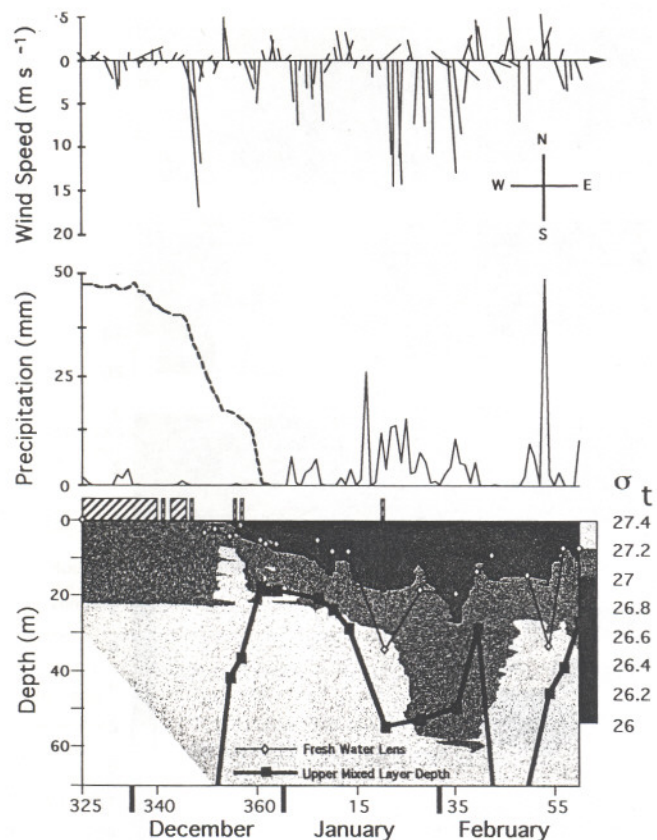 -5
0
5
10
15
20
Wind Speed (m s⁻¹)
N
W E
S
50
25
0
Precipitation (mm)
σt
0
20
40
60
Depth (m)
27.4
27.2
27
26.8
26.6
26.4
26.2
26
Fresh Water Lens
Upper Mixed Layer Depth
325 340 360 15 35 55
December January February